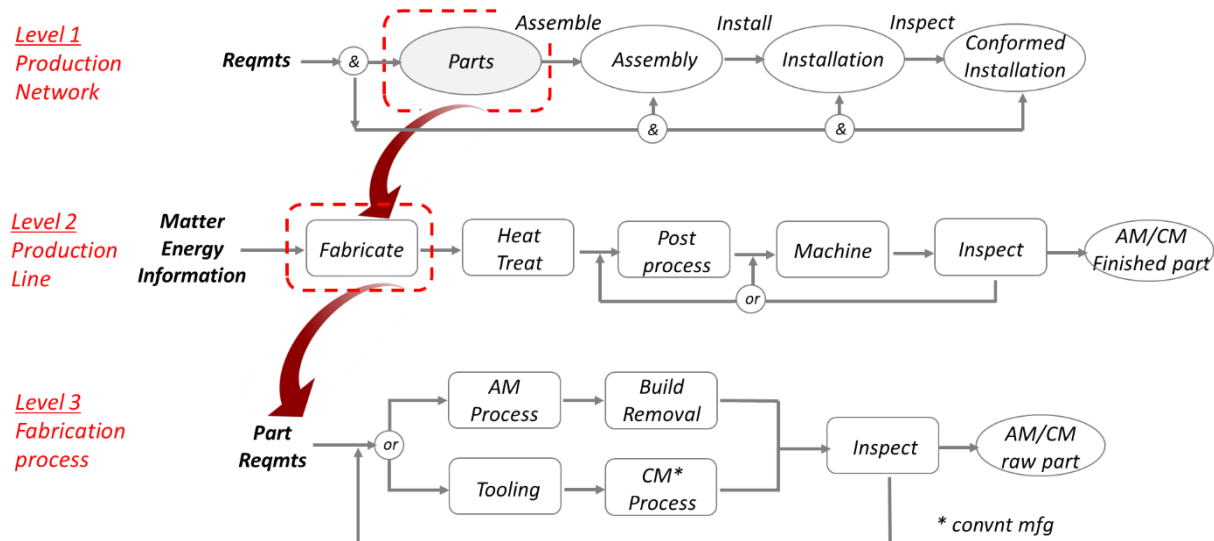 Level 1
Production
Network
Reqmts
&
Parts
Assemble
Assembly
Install
Installation
Inspect
Conformed
Installation
&
&
Level 2
Production
Line
Matter
Energy
Information
Fabricate
Heat
Treat
Post
process
Machine
Inspect
AM/CM
Finished part
or
Level 3
Fabrication
process
Part
Reqmts
or
AM
Process
Build
Removal
Tooling
CM*
Process
Inspect
AM/CM
raw part
* convnt mfg